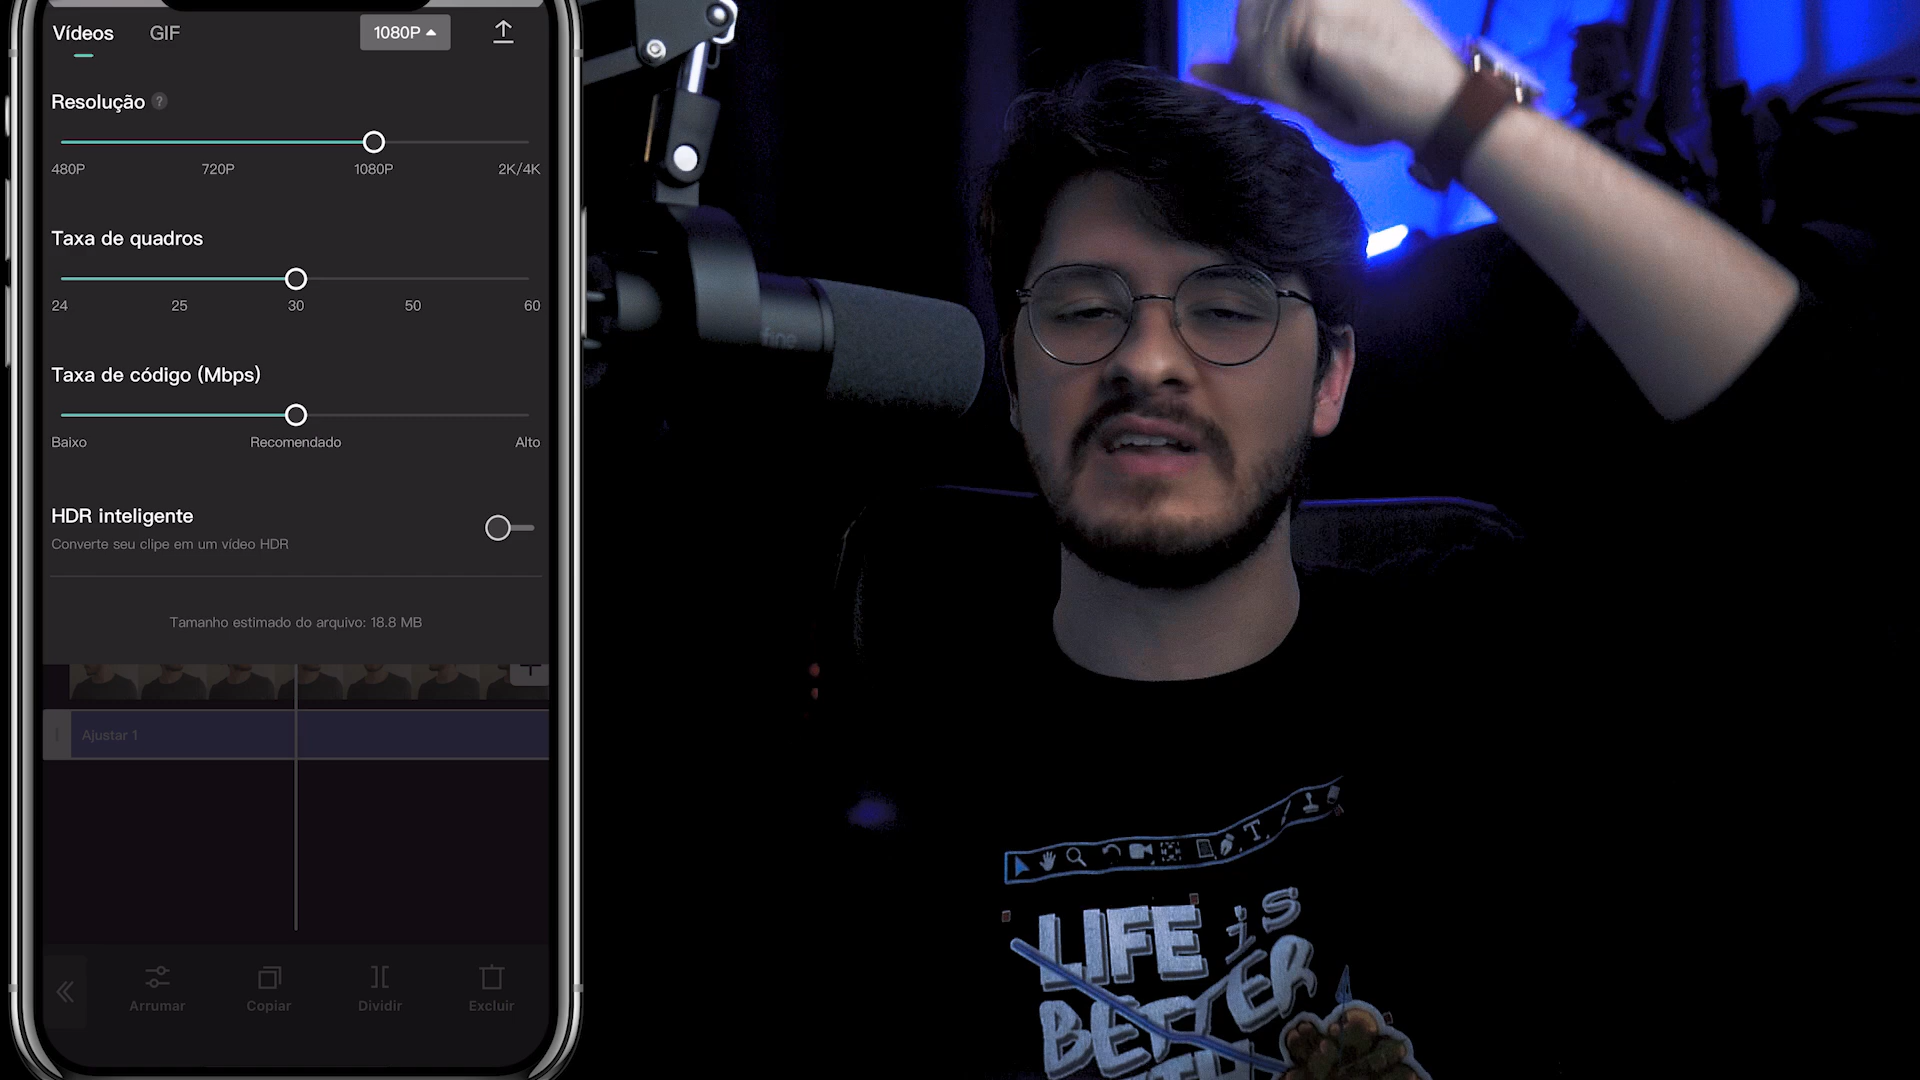 Vídeos GIF 1080P
Resolução ?
480P 720P 1080P 2K/4K
Taxa de quadros
24 25 30 50 60
Taxa de código (Mbps)
Baixo Recomendado Alto
HDR inteligente
Converte seu clipe em um vídeo HDR
Tamanho estimado do arquivo: 18.8 MB
Ajustar 1
Arrumar Copiar Dividir Excluir
fine
T
LIFE is
BETTER